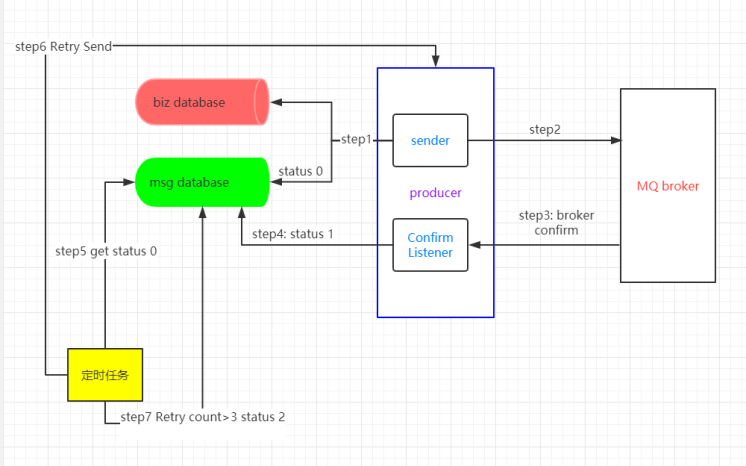 step6 Retry Send
biz database
step1
sender
step2
msg database
status 0
producer
MQ broker
step3: broker
confirm
step4: status 1
Confirm
Listener
step5 get status 0
定时任务
step7 Retry count>3 status 2